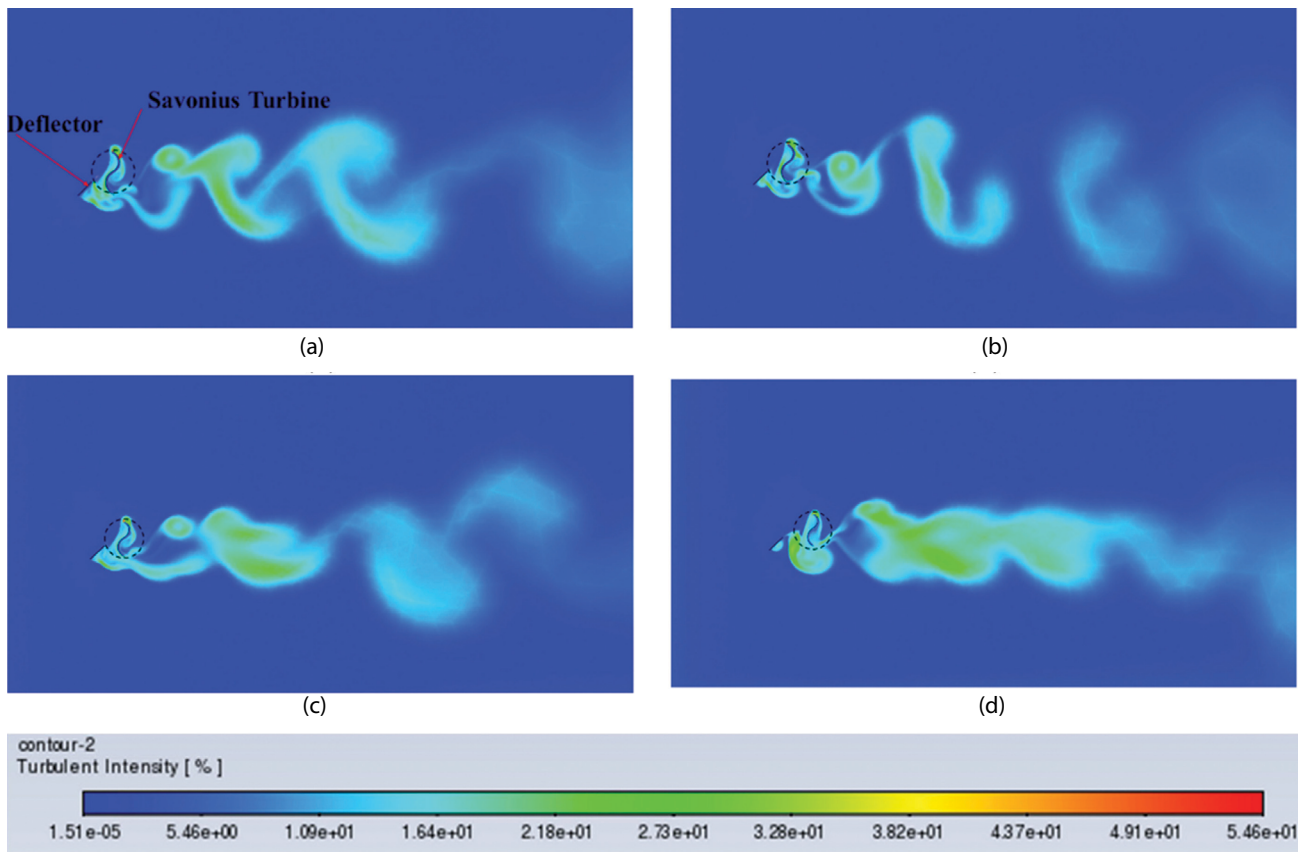 Savonius Turbine
Deflector
(a)
(b)
(c)
(d)
contour-2
Turbulent Intensity [ % ]
1.51e-05 5.46e+00 1.09e+01 1.64e+01 2.18e+01 2.73e+01 3.28e+01 3.82e+01 4.37e+01 4.91e+01 5.46e+01